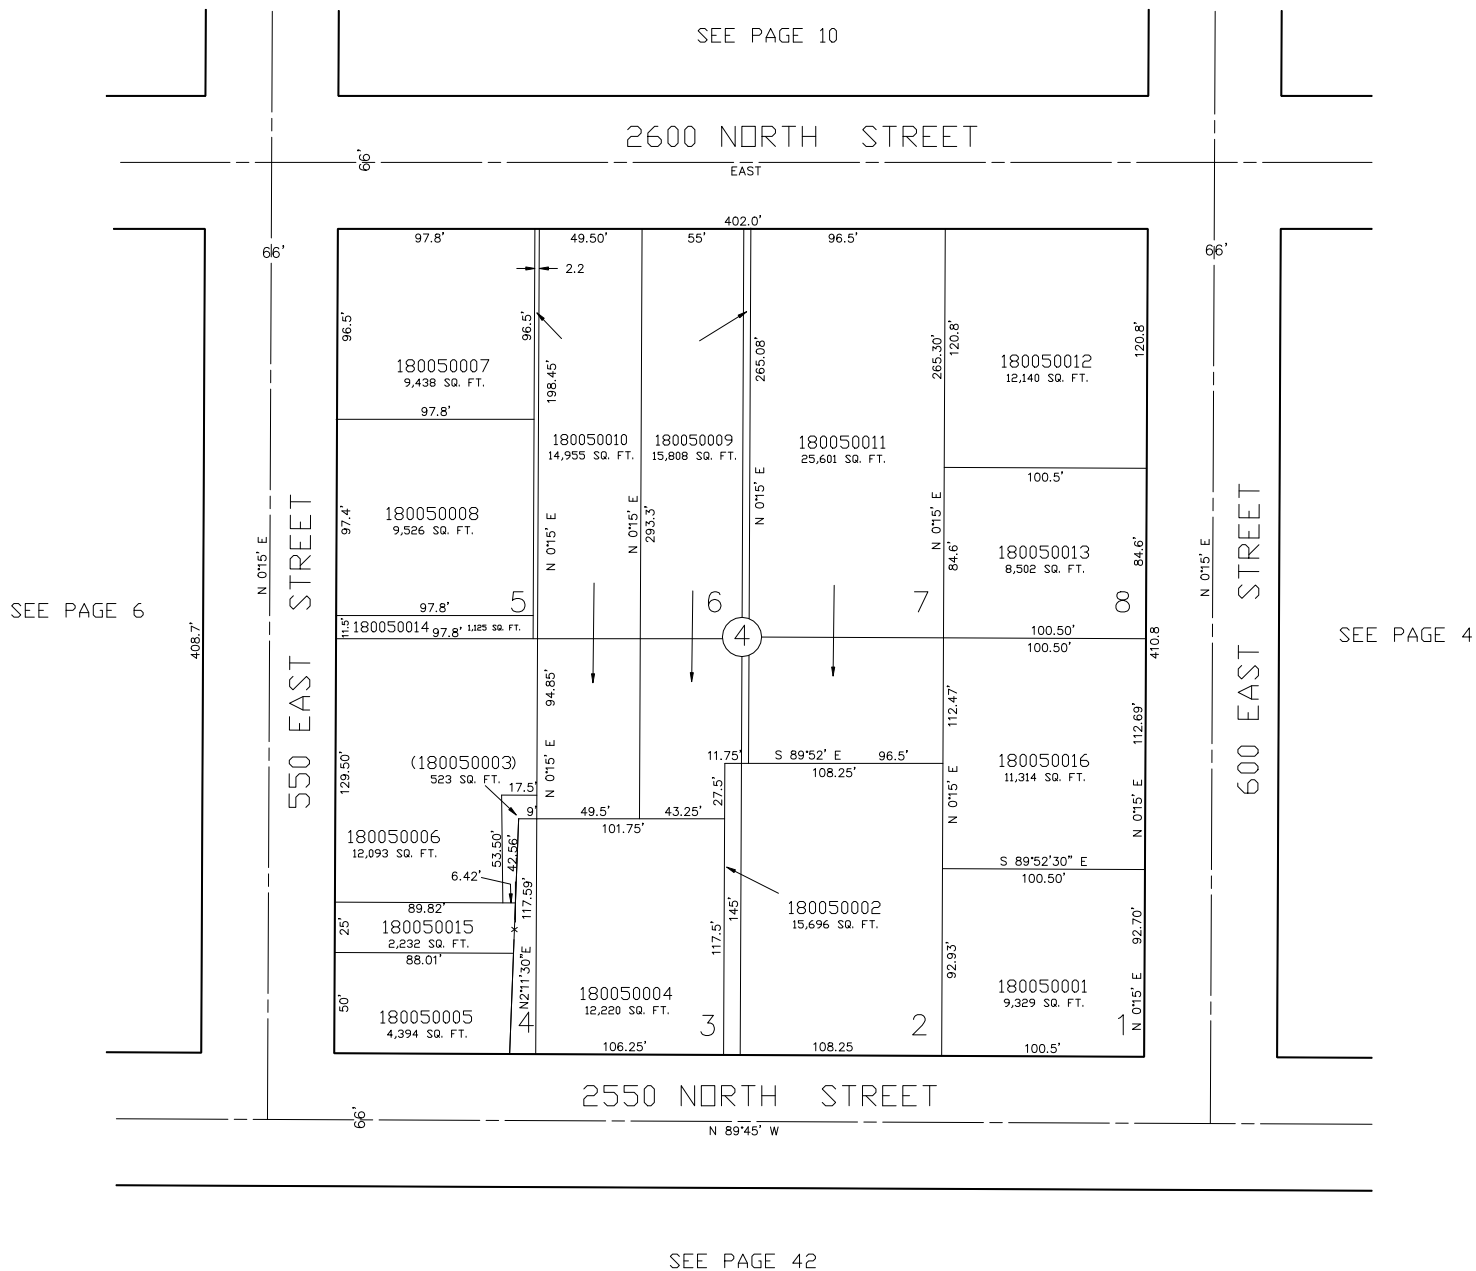 SEE PAGE 10
2600 NORTH STREET
66'
EAST
402.0'
66'
97.8'
49.50'
55'
96.5'
66'
2.2
96.5'
96.5'
198.45'
265.08'
265.30'
120.8'
120.8'
180050007
9,438 SQ. FT.
180050012
12,140 SQ. FT.
97.8'
180050010
14,955 SQ. FT.
180050009
15,808 SQ. FT.
180050011
25,601 SQ. FT.
100.5'
N 0°15' E
N 0°15' E
293.3'
N 0°15' E
N 0°15' E
97.4'
180050008
9,526 SQ. FT.
84.6'
180050013
8,502 SQ. FT.
84.6'
550 EAST STREET
N 0°15' E
600 EAST STREET
N 0°15' E
SEE PAGE 6
408.7'
97.8'
5
6
7
8
11.5'
180050014
97.8'
1,125 SQ. FT.
4
100.50'
100.50'
410.8
SEE PAGE 4
94.85'
112.47'
112.69'
129.50'
(180050003)
523 SQ. FT.
N 0°15' E
11.75'
S 89°52' E
96.5'
108.25'
180050016
11,314 SQ. FT.
17.5'
27.5'
N 0°15' E
N 0°15' E
9'
49.5'
43.25'
101.75'
180050006
12,093 SQ. FT.
53.50'
42.56'
S 89°52'30" E
100.50'
6.42'
117.59'
89.82'
145'
180050002
15,696 SQ. FT.
25'
180050015
2,232 SQ. FT.
88.01'
117.5'
92.93'
92.70'
N2°11'30"E
50'
180050004
12,220 SQ. FT.
180050001
9,329 SQ. FT.
N 0°15' E
180050005
4,394 SQ. FT.
4
3
2
1
106.25'
108.25
100.5'
2550 NORTH STREET
66'
N 89°45' W
SEE PAGE 42